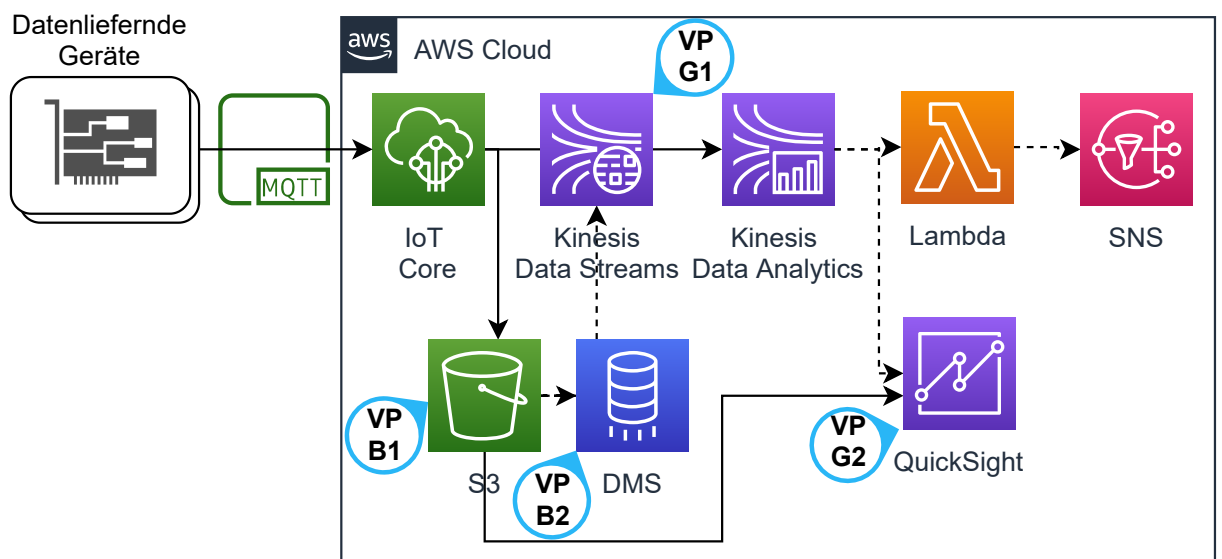 Datenliefernde
Geräte
aws
AWS Cloud
VP
G1
MQTT
IoT
Core
Kinesis
Data Streams
Kinesis
Data Analytics
Lambda
SNS
VP
B1
S3
VP
B2
DMS
VP
G2
QuickSight